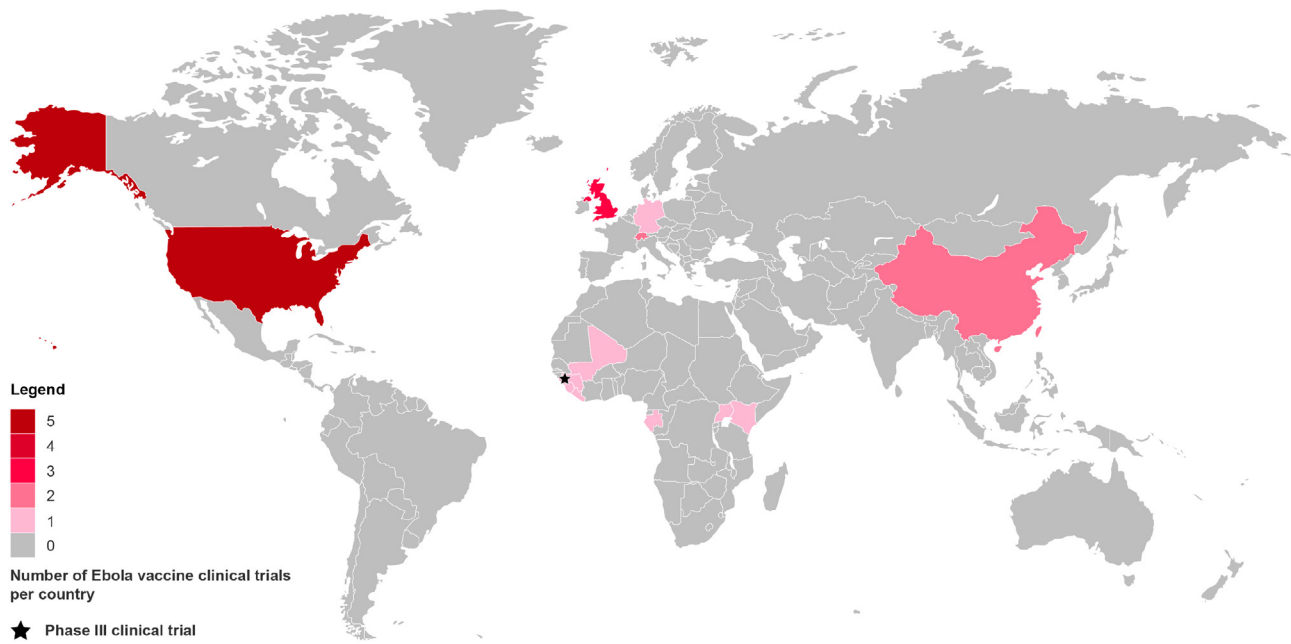 Legend
5
4
3
2
1
0
Number of Ebola vaccine clinical trials
per country
Phase III clinical trial